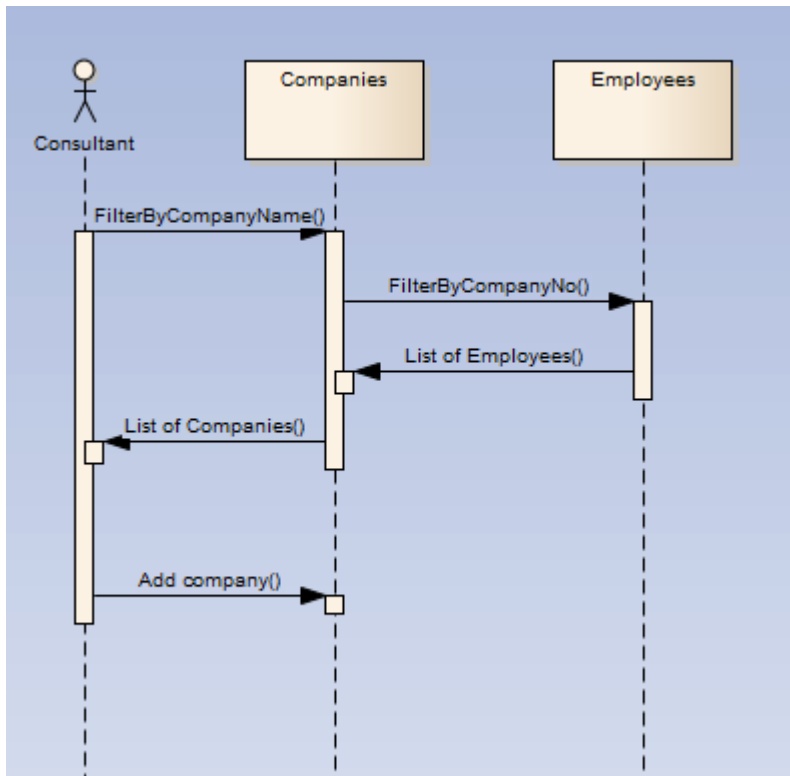 Companies
Employees
Consultant
FilterByCompanyName()
FilterByCompanyNo()
List of Employees()
List of Companies()
Add company()